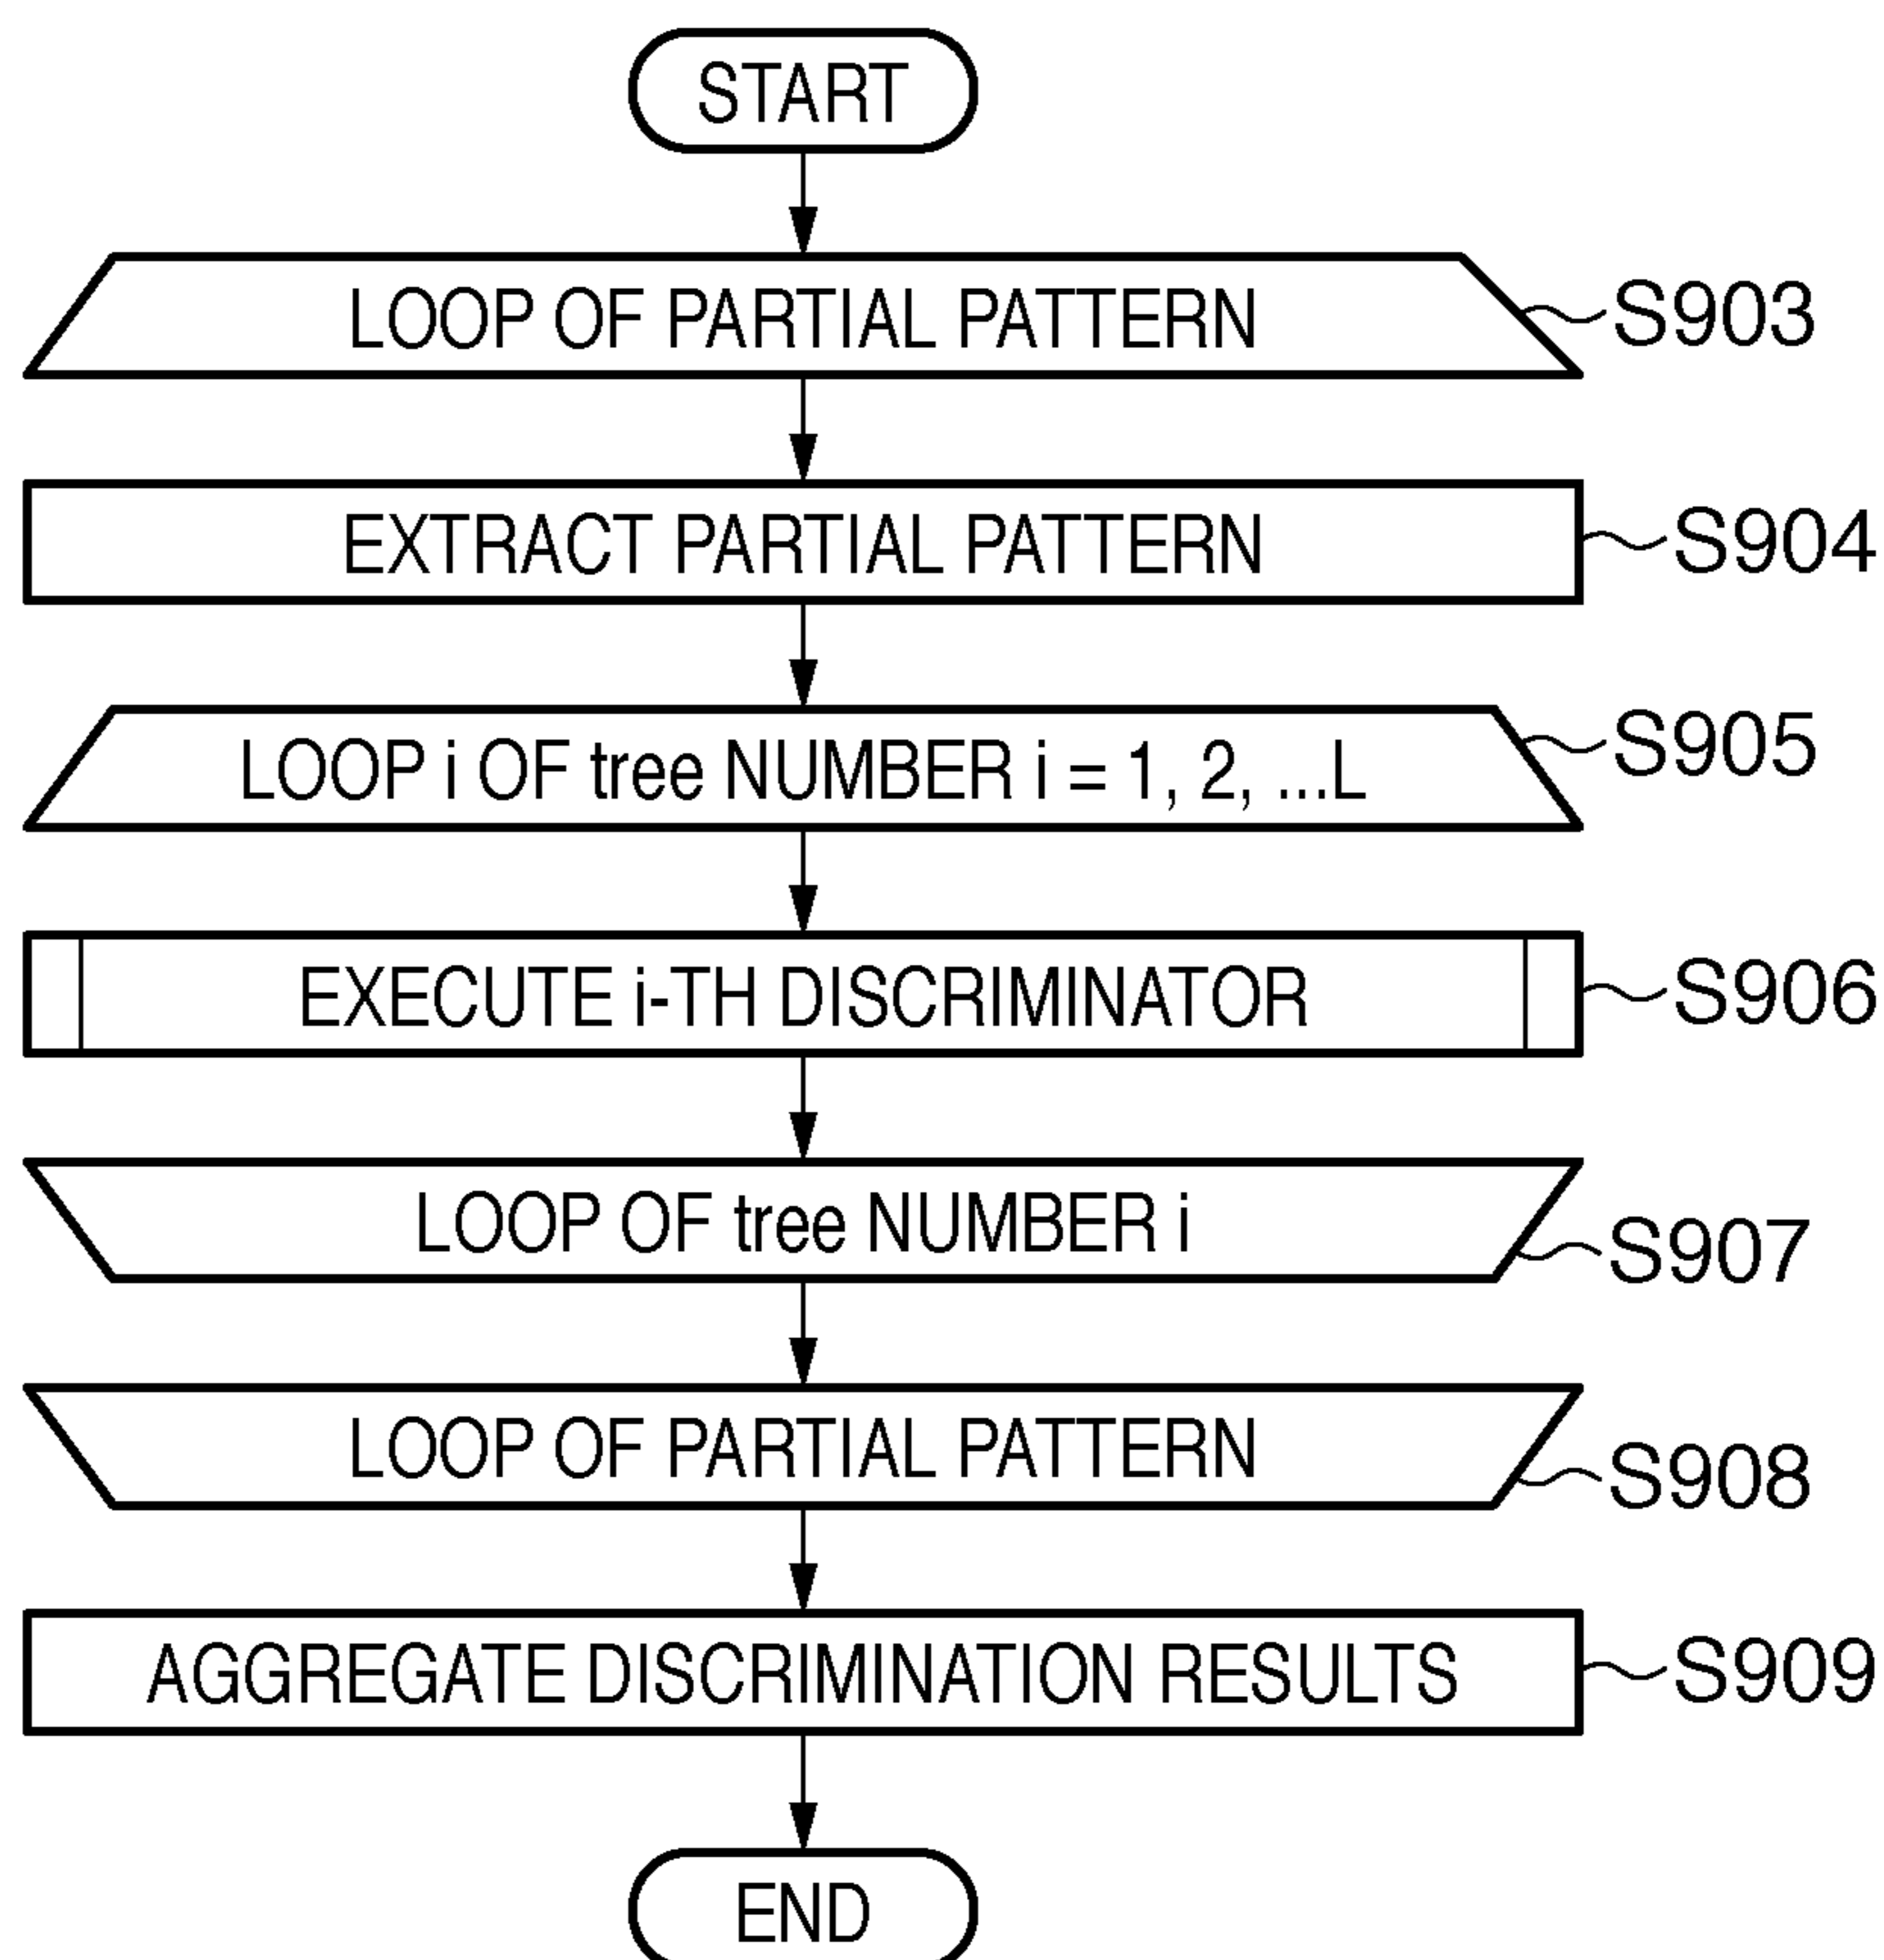 START
LOOP OF PARTIAL PATTERN
S903
EXTRACT PARTIAL PATTERN
S904
LOOP i OF tree NUMBER i = 1, 2, ...L
S905
EXECUTE i-TH DISCRIMINATOR
S906
LOOP OF tree NUMBER i
S907
LOOP OF PARTIAL PATTERN
S908
AGGREGATE DISCRIMINATION RESULTS
S909
END